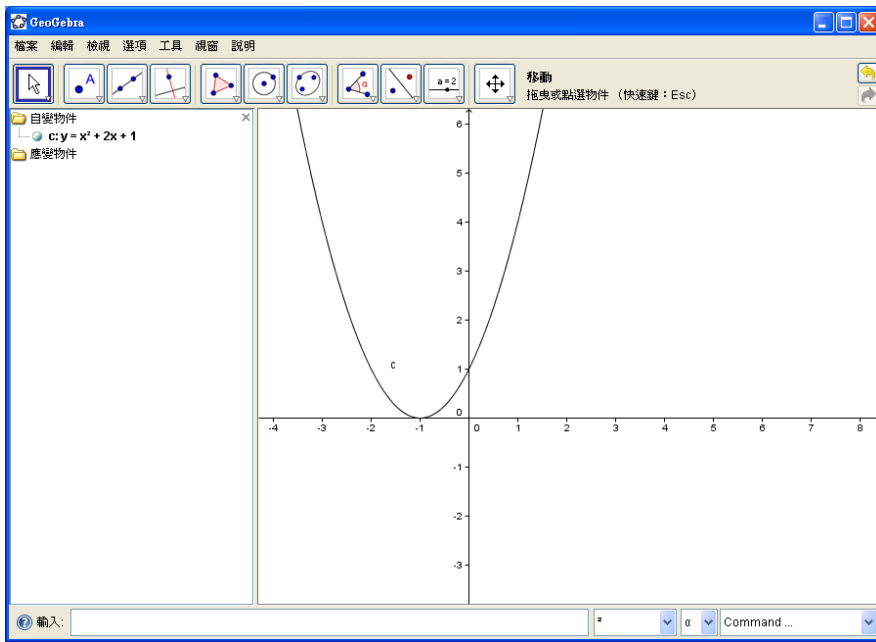 GeoGebra
檔案 編輯 檢視 選項 工具 視窗 說明
A
α
a = 2
移動
拖曳或點選物件 (快速鍵：Esc)
自變物件
c: y = x² + 2x + 1
應變物件
6
5
4
3
2
c
1
0
-4 -3 -2 -1 0 1 2 3 4 5 6 7 8
-1
-2
-3
輸入:
²
α
Command ...